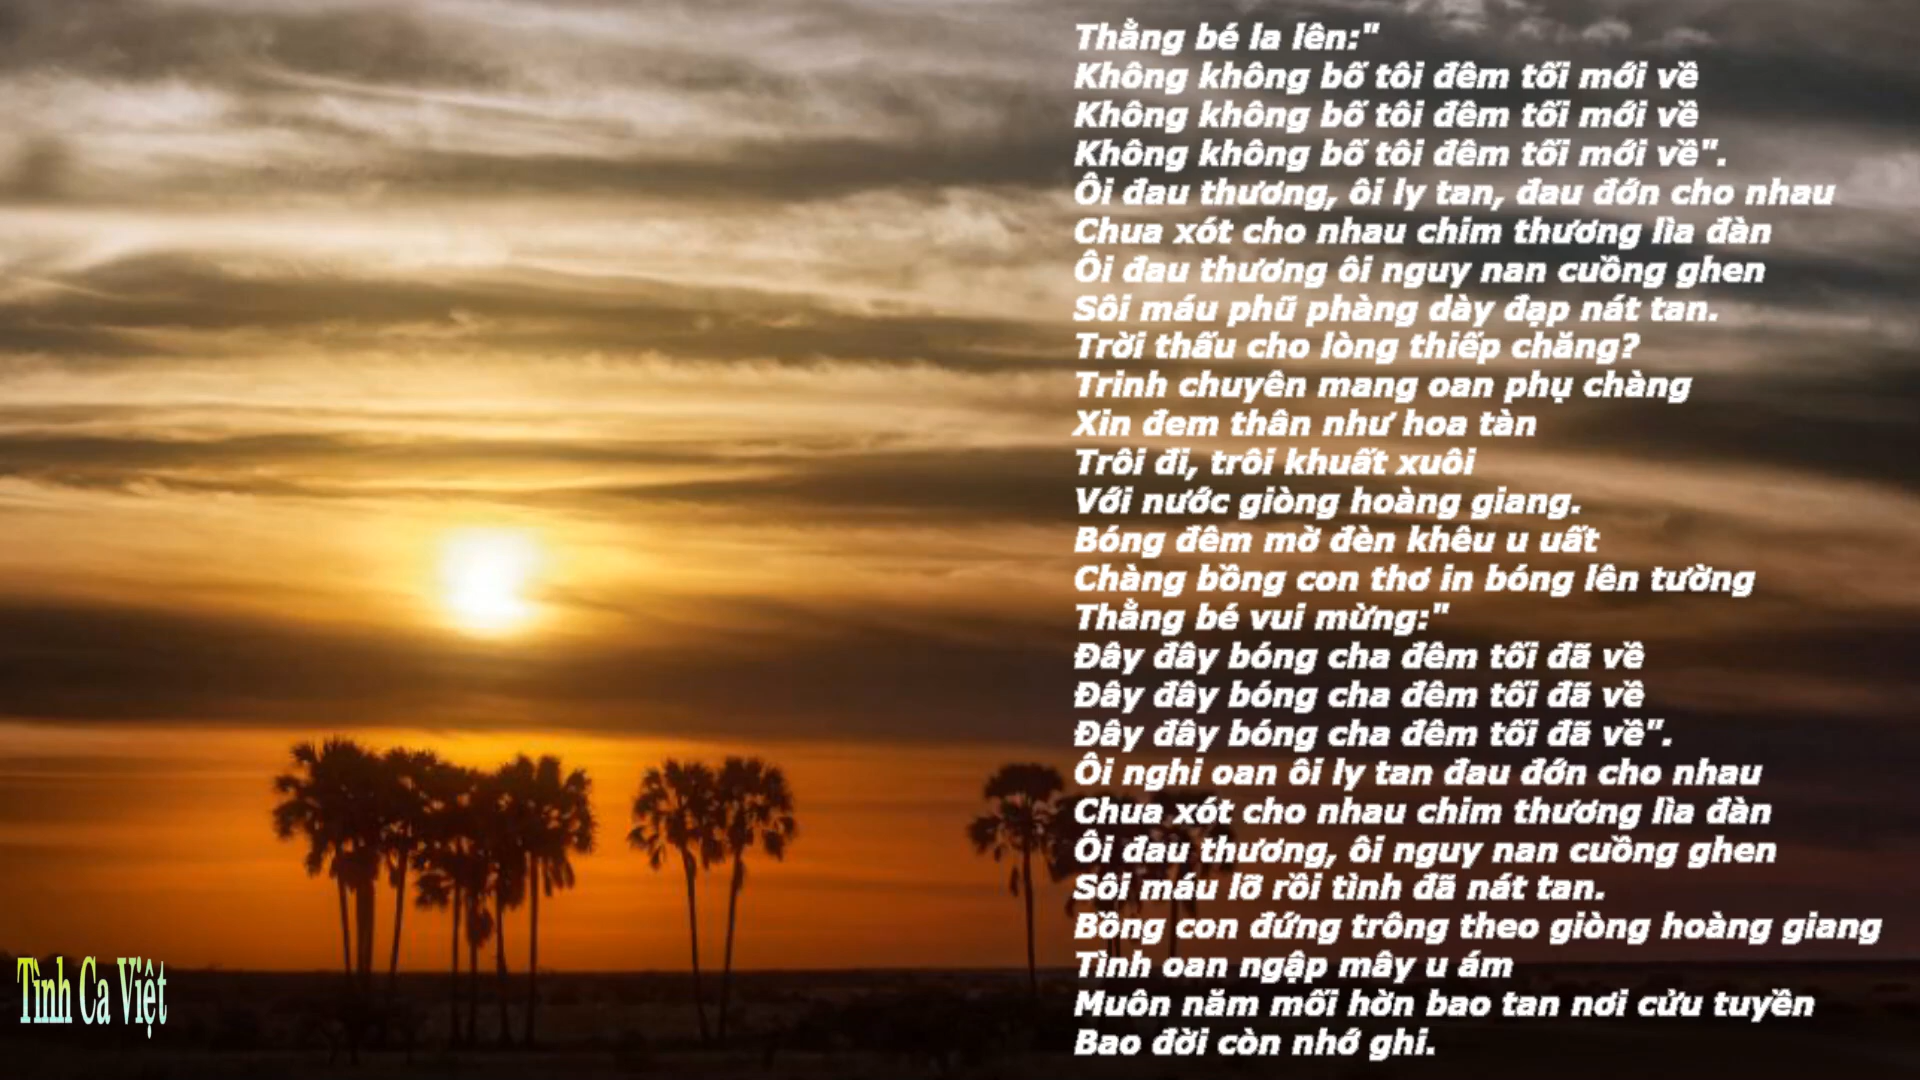 Thằng bé la lên:"
Không không bố tôi đêm tối mới về
Không không bố tôi đêm tối mới về
Không không bố tôi đêm tối mới về".
Ôi đau thương, ôi ly tan, đau đớn cho nhau
Chua xót cho nhau chim thương lìa đàn
Ôi đau thương ôi nguy nan cuồng ghen
Sôi máu phũ phàng dày đạp nát tan.
Trời thấu cho lòng thiếp chăng?
Trinh chuyên mang oan phụ chàng
Xin đem thân như hoa tàn
Trôi đi, trôi khuất xuôi
Với nước giòng hoàng giang.
Bóng đêm mờ đèn khêu u uất
Chàng bồng con thơ in bóng lên tường
Thằng bé vui mừng:"
Đây đây bóng cha đêm tối đã về
Đây đây bóng cha đêm tối đã về
Đây đây bóng cha đêm tối đã về".
Ôi nghi oan ôi ly tan đau đớn cho nhau
Chua xót cho nhau chim thương lìa đàn
Ôi đau thương, ôi nguy nan cuồng ghen
Sôi máu lỡ rồi tình đã nát tan.
Bồng con đứng trông theo giòng hoàng giang
Tình oan ngập mây u ám
Muôn năm mối hờn bao tan nơi cửu tuyền
Bao đời còn nhớ ghi.
Tình Ca Việt